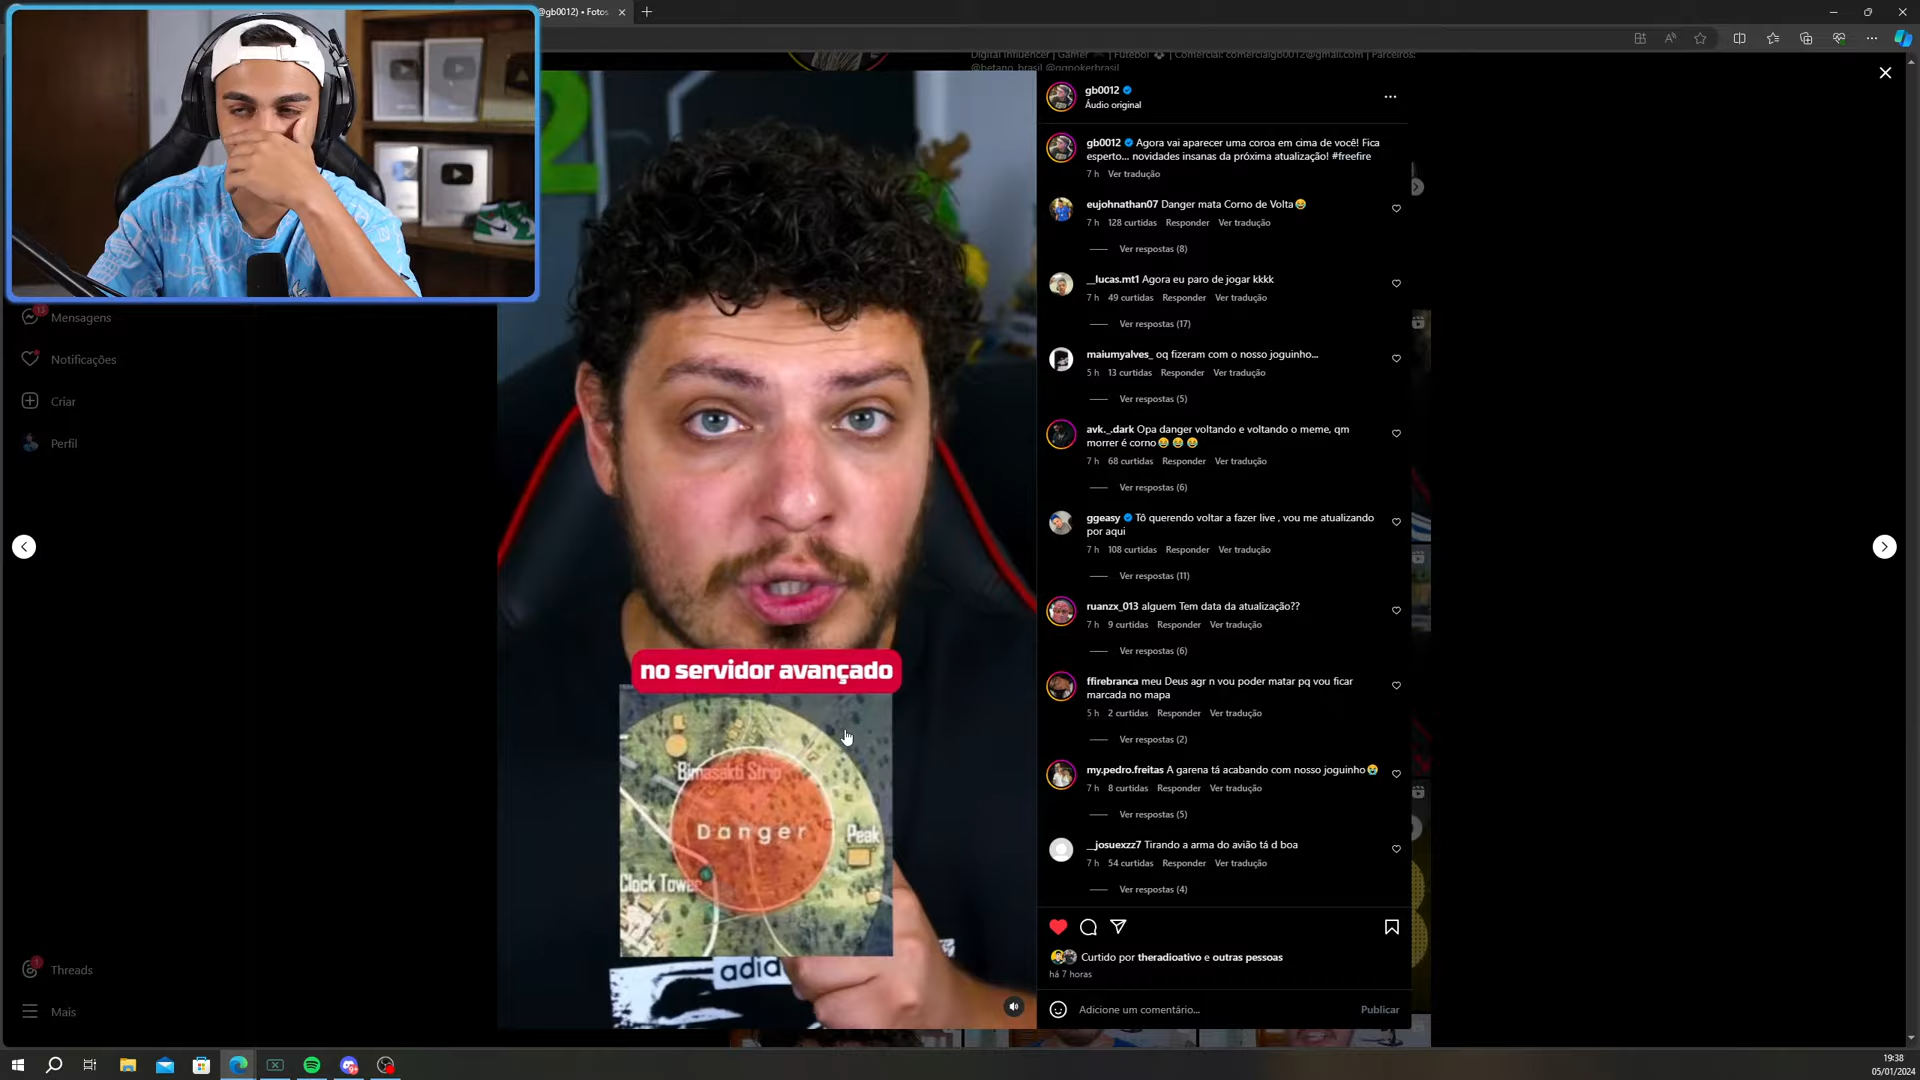 @gb0012) • Fotos
Digital Influencer | Gamer | Futebol | Comercial: comercialgb0012@gmail.com | Parceiros:
@betano_brasil @ggpokerbrasil
13
Mensagens
Notificações
Criar
Perfil
1
Threads
Mais
no servidor avançado
Bimasakti Strip
Danger
Peak
Clock Tower
adid
gb0012
Áudio original
gb0012 Agora vai aparecer uma coroa em cima de você! Fica
esperto... novidades insanas da próxima atualização! #freefire
7 h Ver tradução
eujohnathan07 Danger mata Corno de Volta😂
7 h 128 curtidas Responder Ver tradução
Ver respostas (8)
__lucas.mt1 Agora eu paro de jogar kkkk
7 h 49 curtidas Responder Ver tradução
Ver respostas (17)
maiumyalves_ oq fizeram com o nosso joguinho...
5 h 13 curtidas Responder Ver tradução
Ver respostas (5)
avk._.dark Opa danger voltando e voltando o meme, qm
morrer é corno😂 😂 😂
7 h 68 curtidas Responder Ver tradução
Ver respostas (6)
ggeasy Tô querendo voltar a fazer live , vou me atualizando
por aqui
7 h 108 curtidas Responder Ver tradução
Ver respostas (11)
ruanzx_013 alguem Tem data da atualização??
7 h 9 curtidas Responder Ver tradução
Ver respostas (6)
ffirebranca meu Deus agr n vou poder matar pq vou ficar
marcada no mapa
5 h 2 curtidas Responder Ver tradução
Ver respostas (2)
my.pedro.freitas A garena tá acabando com nosso joguinho😭
7 h 8 curtidas Responder Ver tradução
Ver respostas (5)
__josuexzz7 Tirando a arma do avião tá d boa
7 h 54 curtidas Responder Ver tradução
Ver respostas (4)
Curtido por theradioativo e outras pessoas
há 7 horas
Adicione um comentário...
Publicar
19:38
05/01/2024